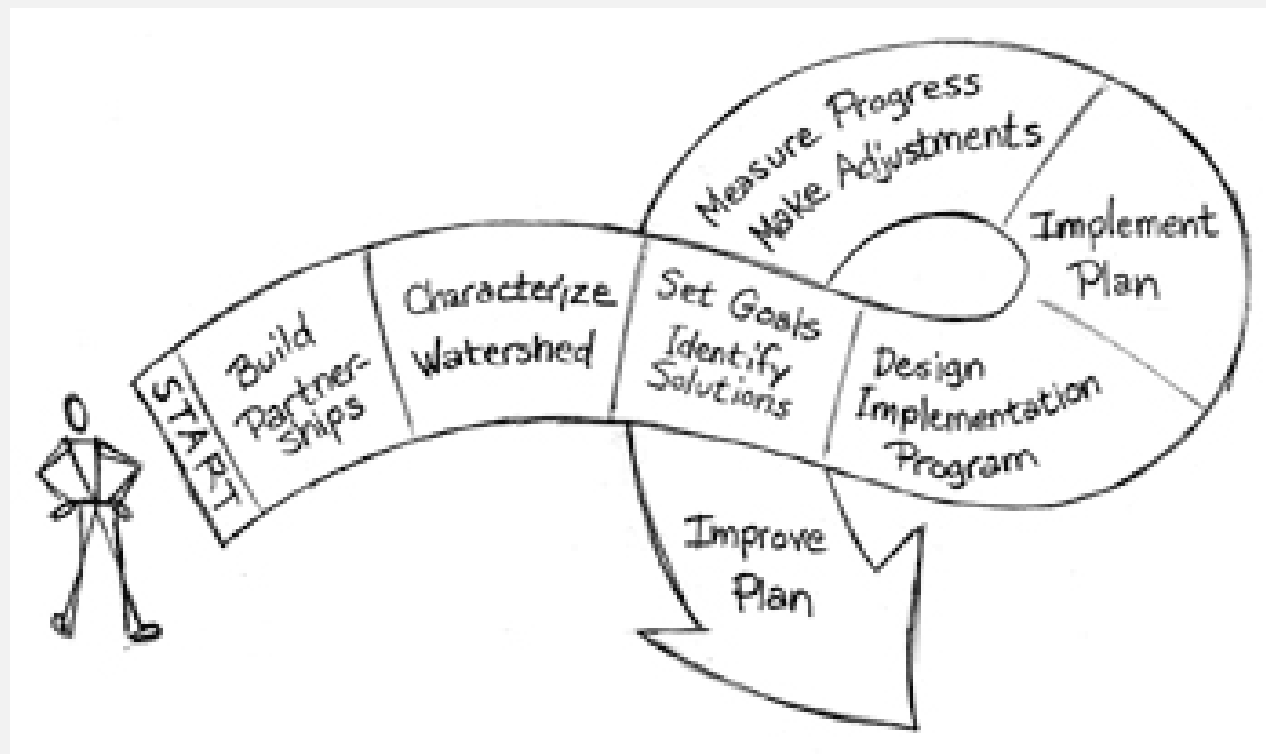 START
Build
Partner-
ships
Characterize
Watershed
Set Goals
Identify
Solutions
Design
Implementation
Program
Implement
Plan
Measure Progress
Make Adjustments
Improve
Plan